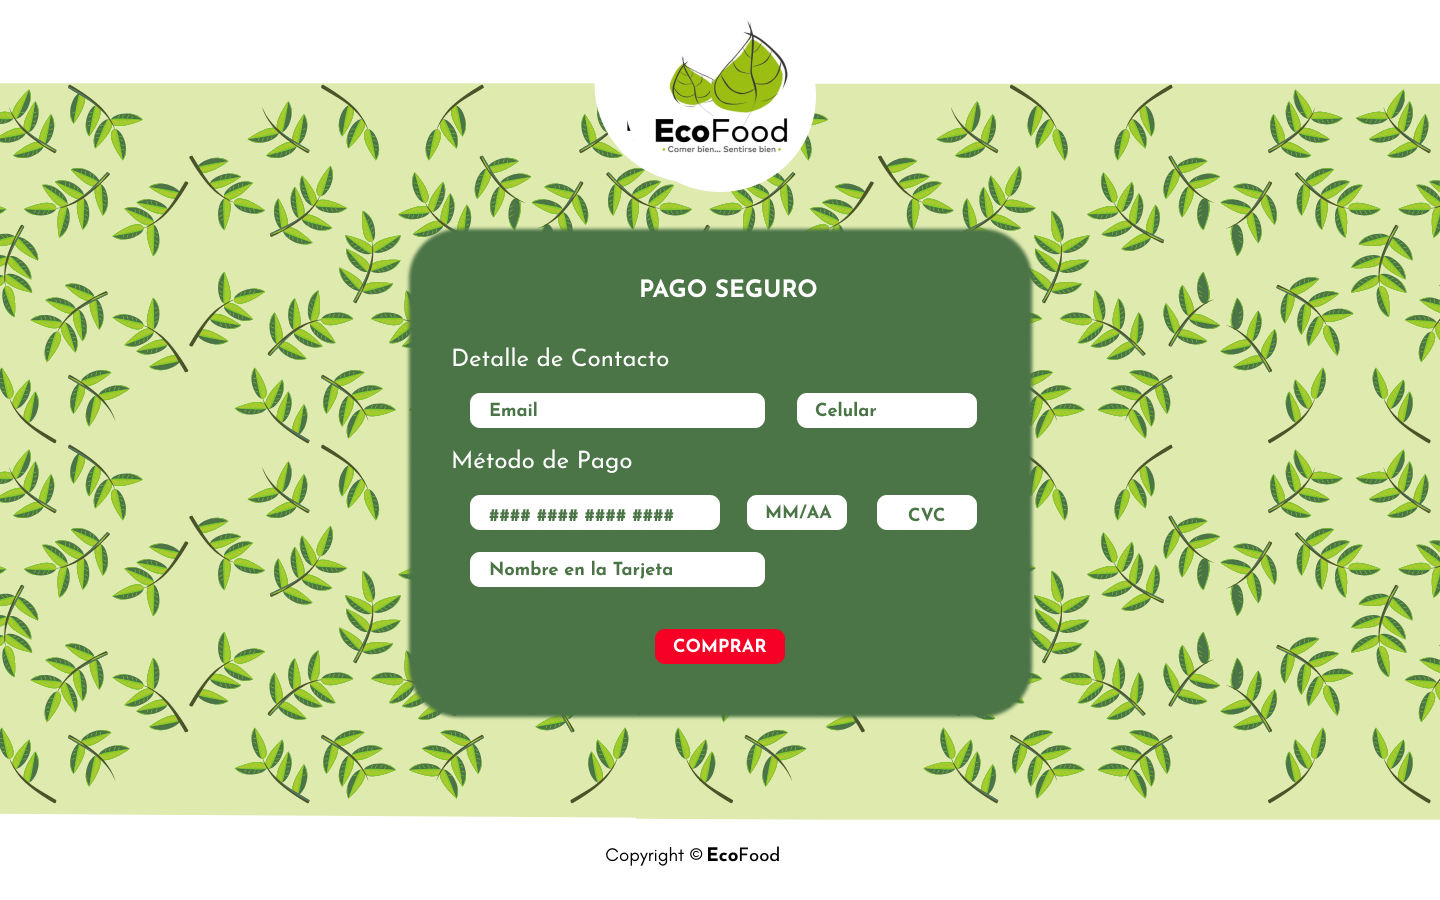 EcoFood
• Comer bien... Sentirse bien •
PAGO SEGURO
Detalle de Contacto
Email
Celular
Método de Pago
#### #### #### ####
MM/AA
CVC
Nombre en la Tarjeta
COMPRAR
Copyright © EcoFood